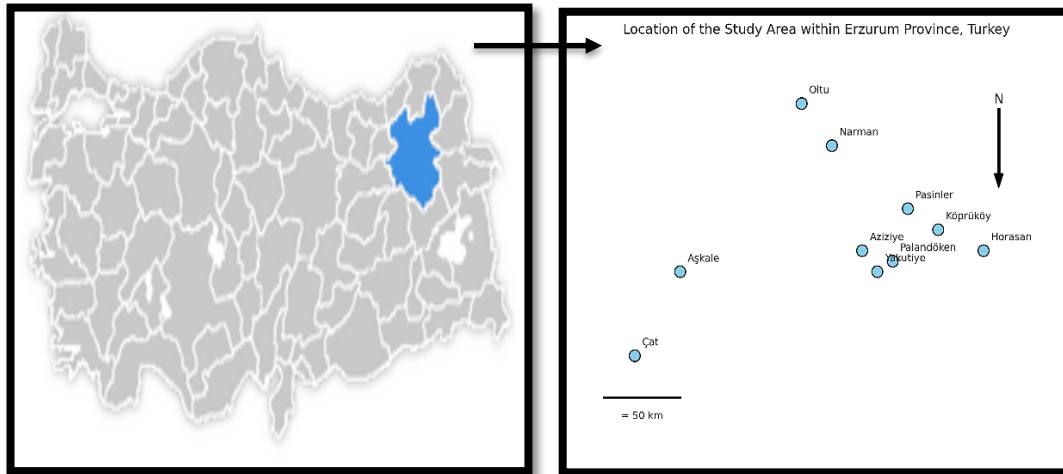 Location of the Study Area within Erzurum Province, Turkey
Oltu
N
Narman
Pasinler
Köprüköy
Aziziye
Palandöken
Horasan
Yakutiye
Aşkale
Çat
= 50 km